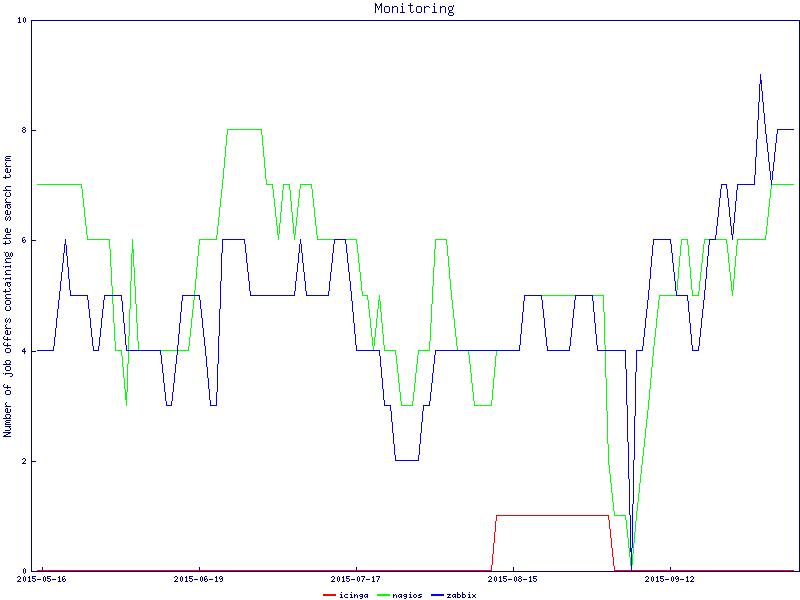 Monitoring
Number of job offers containing the search term
10
8
6
4
2
0
2015-05-16 2015-06-19 2015-07-17 2015-08-15 2015-09-12
icinga nagios zabbix